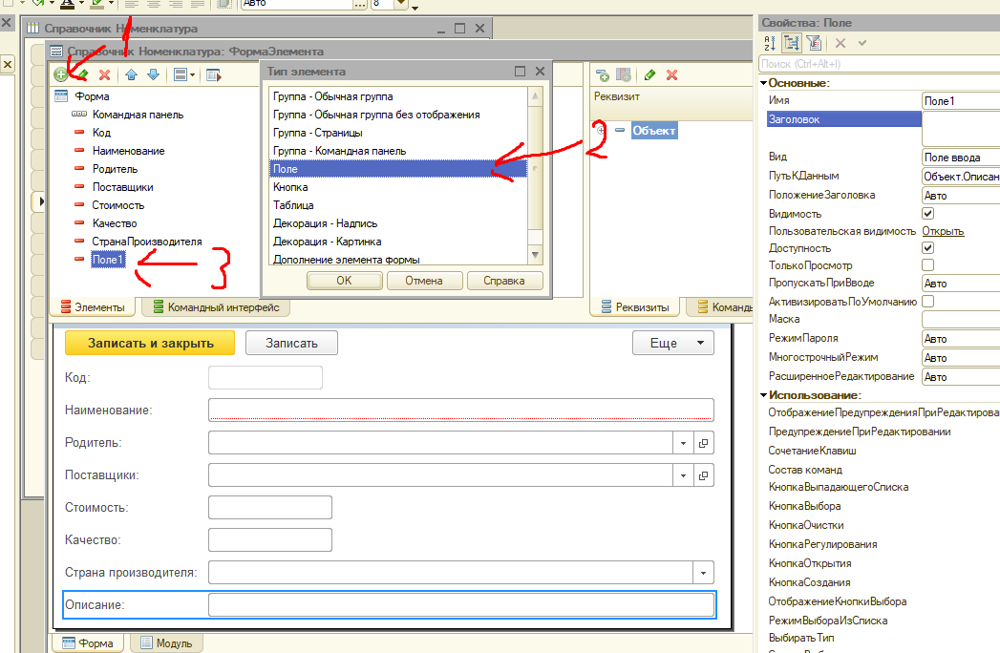 Авто
8
Справочник Номенклатура
Справочник Номенклатура: ФормаЭлемента
1
Форма
Командная панель
Код
Наименование
Родитель
Поставщики
Стоимость
Качество
СтранаПроизводителя
Поле1
3
Элементы
Командный интерфейс
Тип элемента
Группа - Обычная группа
Группа - Обычная группа без отображения
Группа - Страницы
Группа - Командная панель
Поле
Кнопка
Таблица
Декорация - Надпись
Декорация - Картинка
Дополнение элемента формы
ОК
Отмена
Справка
2
Реквизит
Объект
Реквизиты
Команды
Записать и закрыть
Записать
Еще
Код:
Наименование:
Родитель:
Поставщики:
Стоимость:
Качество:
Страна производителя:
Описание:
Форма
Модуль
Свойства: Поле
Поиск (Ctrl+Alt+I)
Основные:
Имя
Поле1
Заголовок
Вид
Поле ввода
ПутьКДанным
Объект.Описан
ПоложениеЗаголовка
Авто
Видимость
Пользовательская видимость
Открыть
Доступность
ТолькоПросмотр
ПропускатьПриВводе
Авто
АктивизироватьПоУмолчанию
Маска
РежимПароля
Авто
МногострочныйРежим
Авто
РасширенноеРедактирование
Авто
Использование:
ОтображениеПредупрежденияПриРедактирова
ПредупреждениеПриРедактировании
СочетаниеКлавиш
Состав команд
КнопкаВыпадающегоСписка
КнопкаВыбора
КнопкаОчистки
КнопкаРегулирования
КнопкаОткрытия
КнопкаСоздания
ОтображениеКнопкиВыбора
РежимВыбораИзСписка
ВыбиратьТип